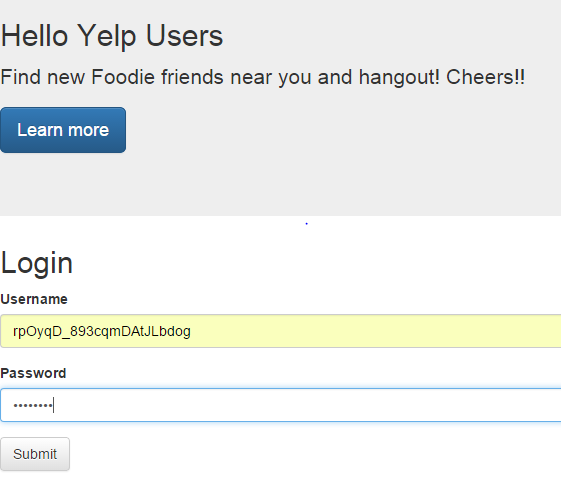 Hello Yelp Users
Find new Foodie friends near you and hangout! Cheers!!
Learn more
Login
Username
rpOyqD_893cqmDAtJLbdog
Password
••••••••
Submit